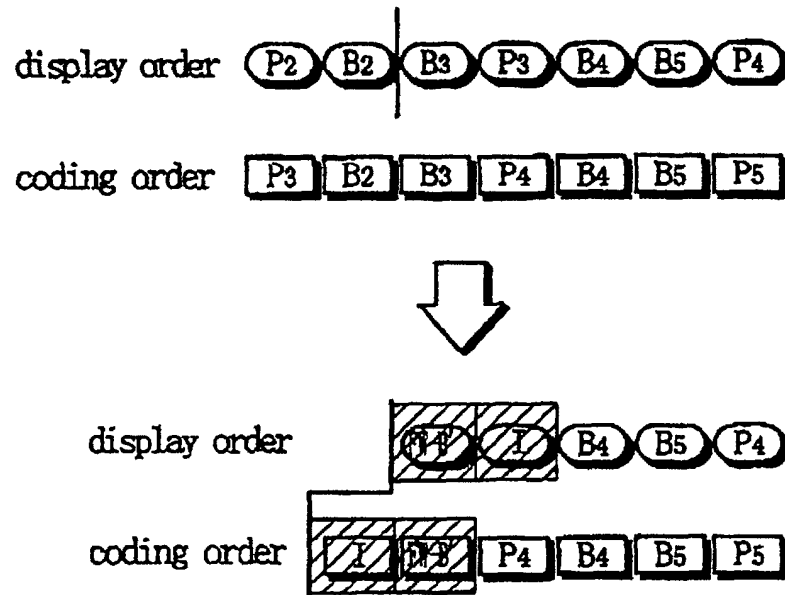 display order P2 B2 B3 P3 B4 B5 P4
coding order P3 B2 B3 P4 B4 B5 P5
display order I B4 B5 P4
coding order I P4 B4 B5 P5